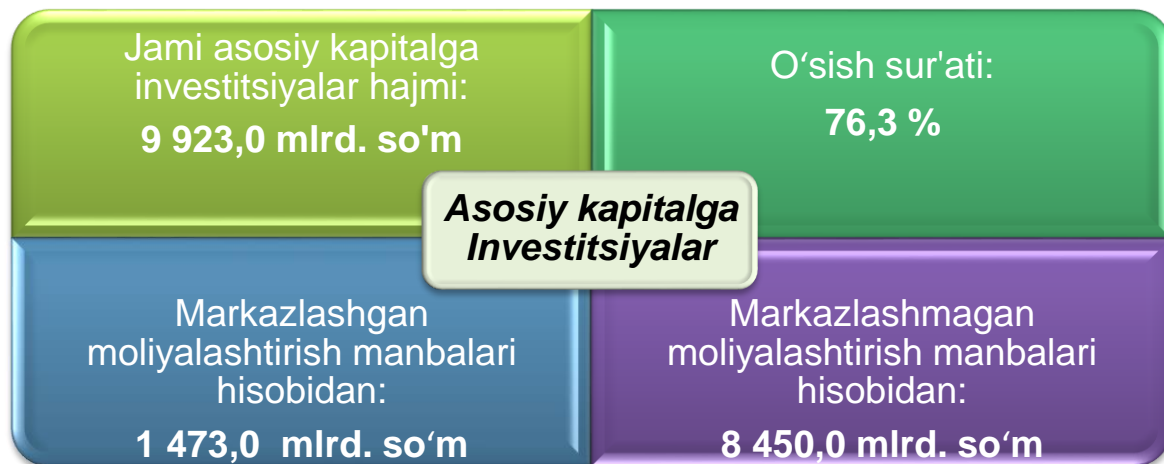 Jami asosiy kapitalga
investitsiyalar hajmi:
9 923,0 mlrd. so'm
O‘sish sur'ati:
76,3 %
Asosiy kapitalga
Investitsiyalar
Markazlashgan
moliyalashtirish manbalari
hisobidan:
1 473,0 mlrd. so‘m
Markazlashmagan
moliyalashtirish manbalari
hisobidan:
8 450,0 mlrd. so‘m